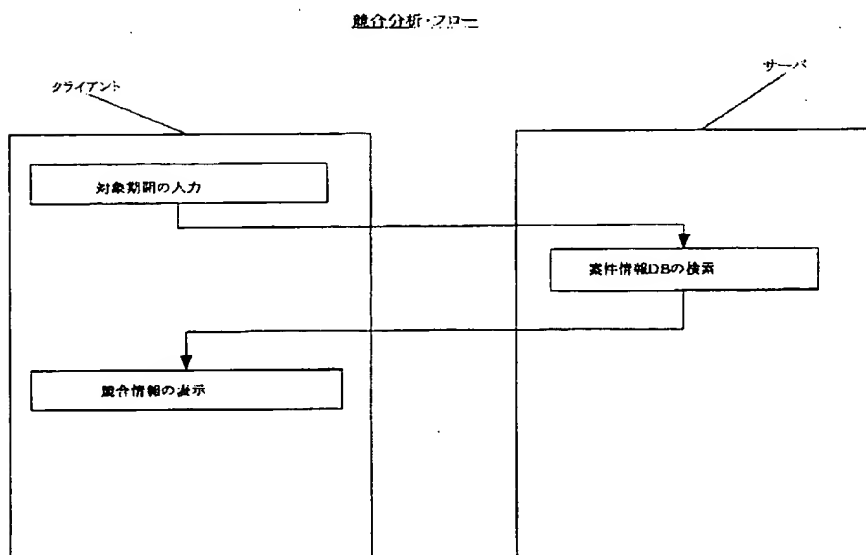 競合分析・フロー
クライアント
サーバ
対象期間の入力
案件情報DBの検索
競合情報の表示